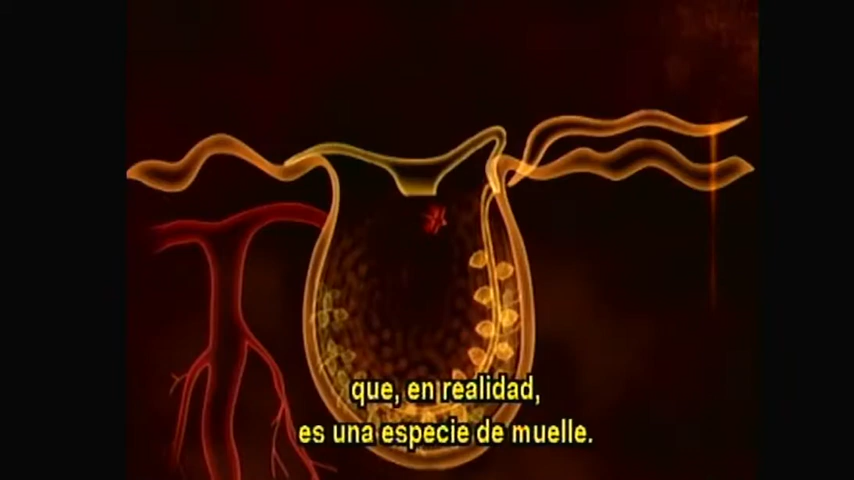 que, en realidad,
es una especie de muelle.